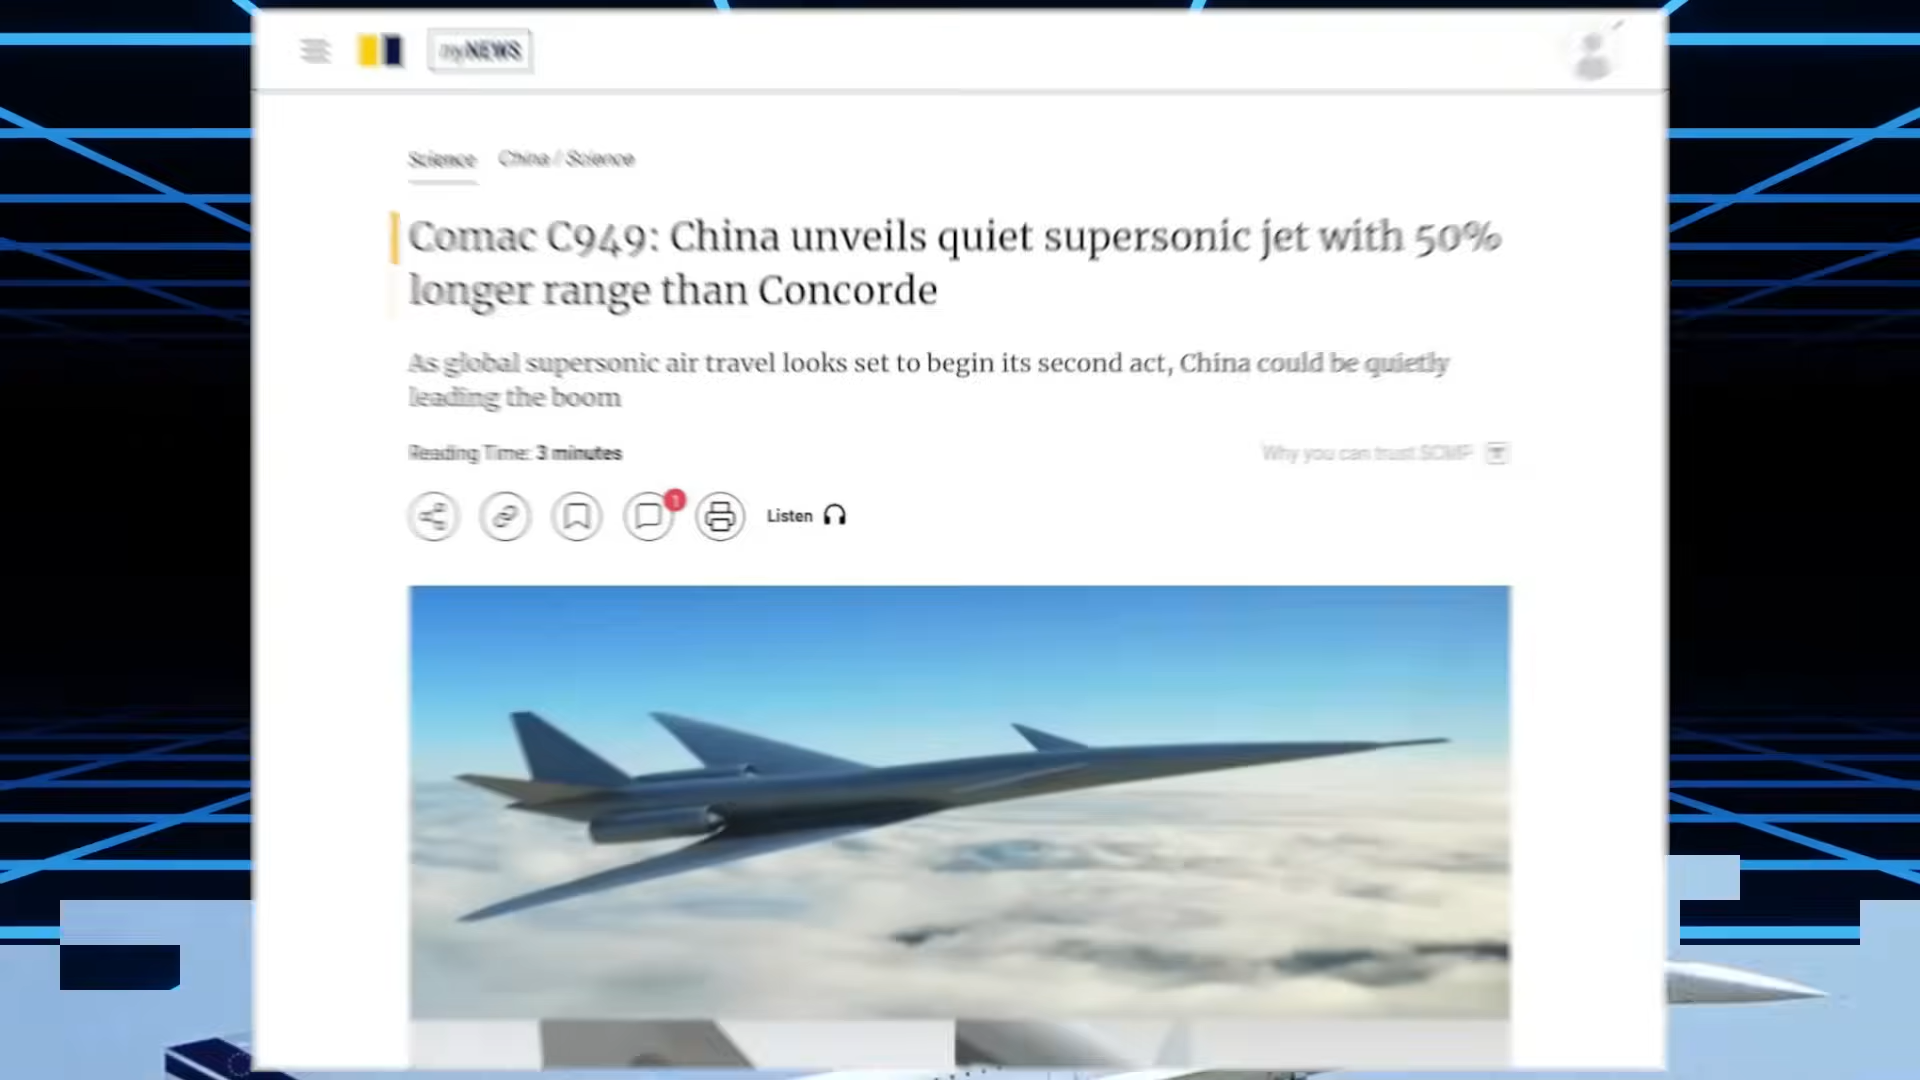 myNEWS
Science China / Science
Comac C949: China unveils quiet supersonic jet with 50%
longer range than Concorde
As global supersonic air travel looks set to begin its second act, China could be quietly
leading the boom
Reading Time: 3 minutes
Why you can trust SCMP
1
Listen